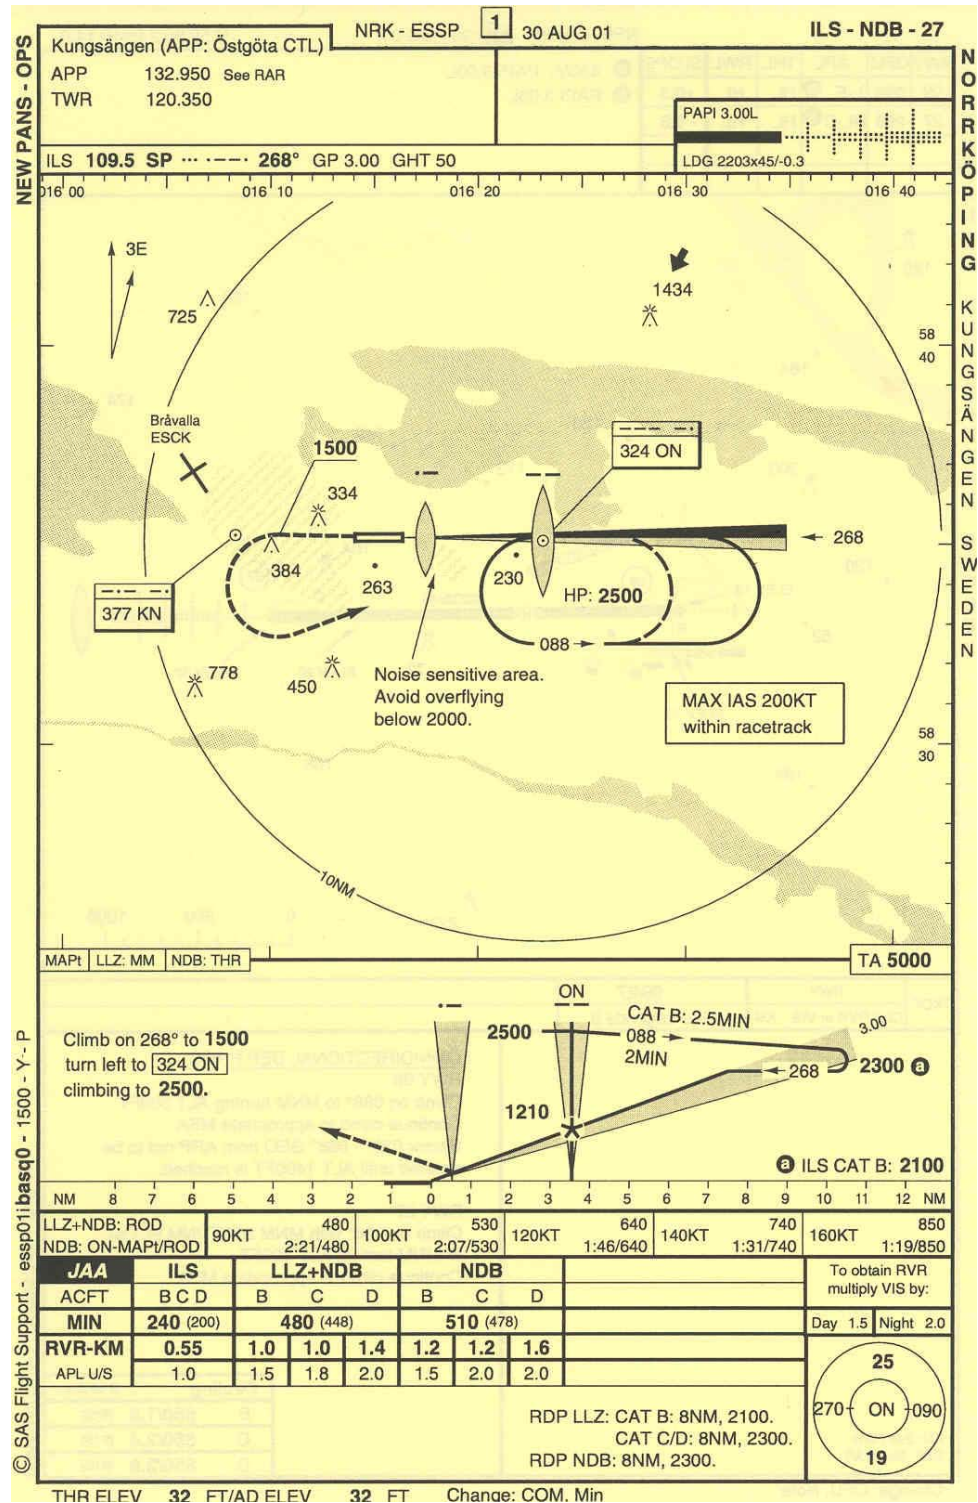 NEW PANS - OPS
NRK - ESSP 1 30 AUG 01
ILS - NDB - 27
Kungsängen (APP: Östgöta CTL)
APP 132.950 See RAR
TWR 120.350
PAPI 3.00L
LDG 2203x45/-0.3
ILS 109.5 SP ··· ·--· 268° GP 3.00 GHT 50
NORRKÖPING KUNGSÄNGEN SWEDEN
016 00 016 10 016 20 016 30 016 40
3E
725
1434
58
40
Bråvalla
ESCK
1500
324 ON
334
384
263
230
268
377 KN
HP: 2500
088
778
450
Noise sensitive area.
Avoid overflying
below 2000.
MAX IAS 200KT
within racetrack
58
30
10NM
MAPt LLZ: MM NDB: THR
TA 5000
ON
Climb on 268° to 1500
turn left to 324 ON
climbing to 2500.
2500
CAT B: 2.5MIN
088
2MIN
3.00
268
2300 a
1210
a ILS CAT B: 2100
NM 8 7 6 5 4 3 2 1 0 1 2 3 4 5 6 7 8 9 10 11 12 NM
LLZ+NDB: ROD 90KT 480 100KT 530 120KT 640 140KT 740 160KT 850
NDB: ON-MAPt/ROD 2:21/480 2:07/530 1:46/640 1:31/740 1:19/850
JAA ILS LLZ+NDB NDB To obtain RVR
ACFT B C D B C D B C D multiply VIS by:
MIN 240 (200) 480 (448) 510 (478) Day 1.5 Night 2.0
RVR-KM 0.55 1.0 1.0 1.4 1.2 1.2 1.6
APL U/S 1.0 1.5 1.8 2.0 1.5 2.0 2.0
25
270 ON 090
19
RDP LLZ: CAT B: 8NM, 2100.
CAT C/D: 8NM, 2300.
RDP NDB: 8NM, 2300.
THR ELEV 32 FT/AD ELEV 32 FT Change: COM. Min
© SAS Flight Support - essp01ibasq0 - 1500 - Y - P